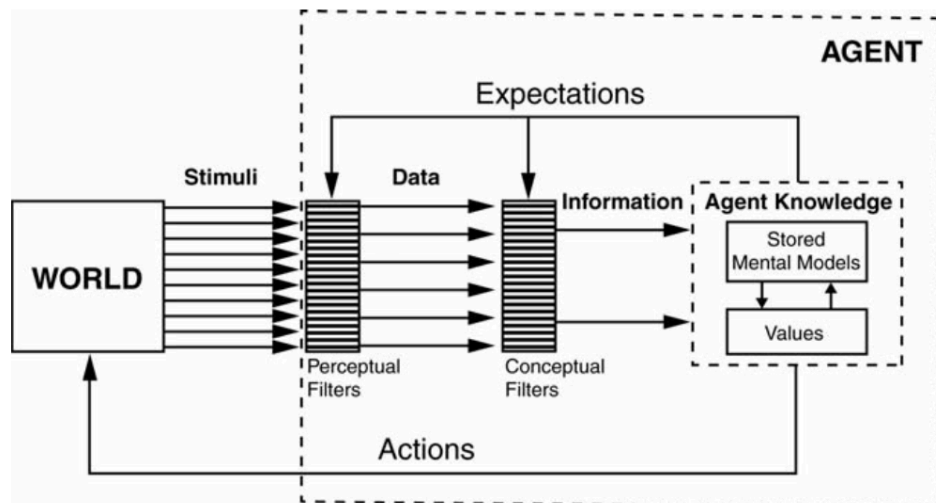 AGENT
Expectations
Stimuli
Data
Information
Agent Knowledge
Stored
Mental Models
WORLD
Values
Perceptual
Filters
Conceptual
Filters
Actions